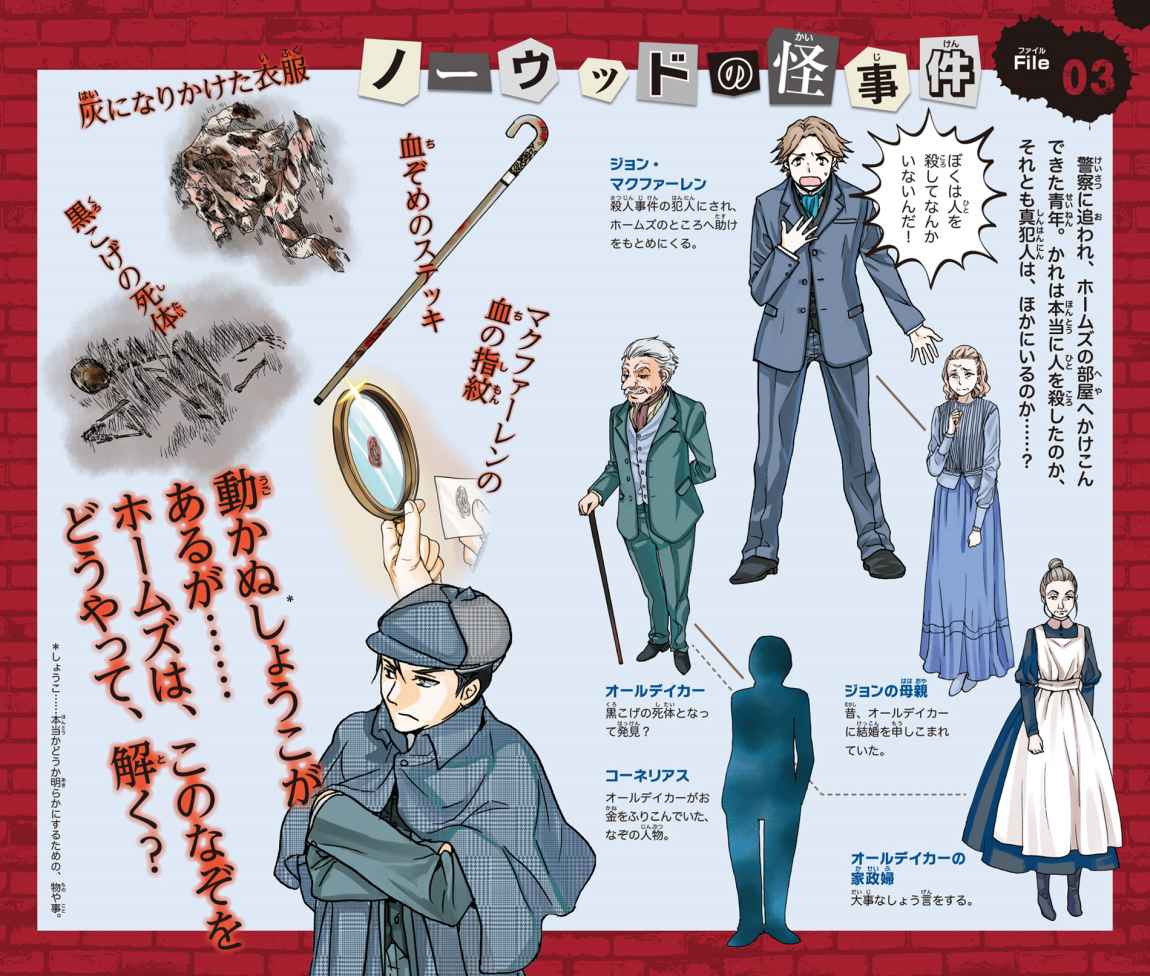 ファイル
File 03
ノーウッドの怪事件
かい じ けん
警察に追われ、ホームズの部屋へかけこん
できた青年。かれは本当に人を殺したのか、
それとも真犯人は、ほかにいるのか……？
ぼくは人を
殺してなんか
いないんだ！
ジョン・
マクファーレン
殺人事件の犯人にされ、
ホームズのところへ助け
をもとめにくる。
灰になりかけた衣服
黒こげの死体
血ぞめのステッキ
マクファーレンの
血の指紋
オールデイカー
黒こげの死体となっ
て発見？
コーネリアス
オールデイカーがお
金をふりこんでいた、
なぞの人物。
ジョンの母親
昔、オールデイカー
に結婚を申しこまれ
ていた。
オールデイカーの
家政婦
大事なしょう言をする。
動かぬ＊しょうこが
あるが……
ホームズは、このなぞを
どうやって、解く？
＊しょうこ……本当かどうか明らかにするための、物や事。